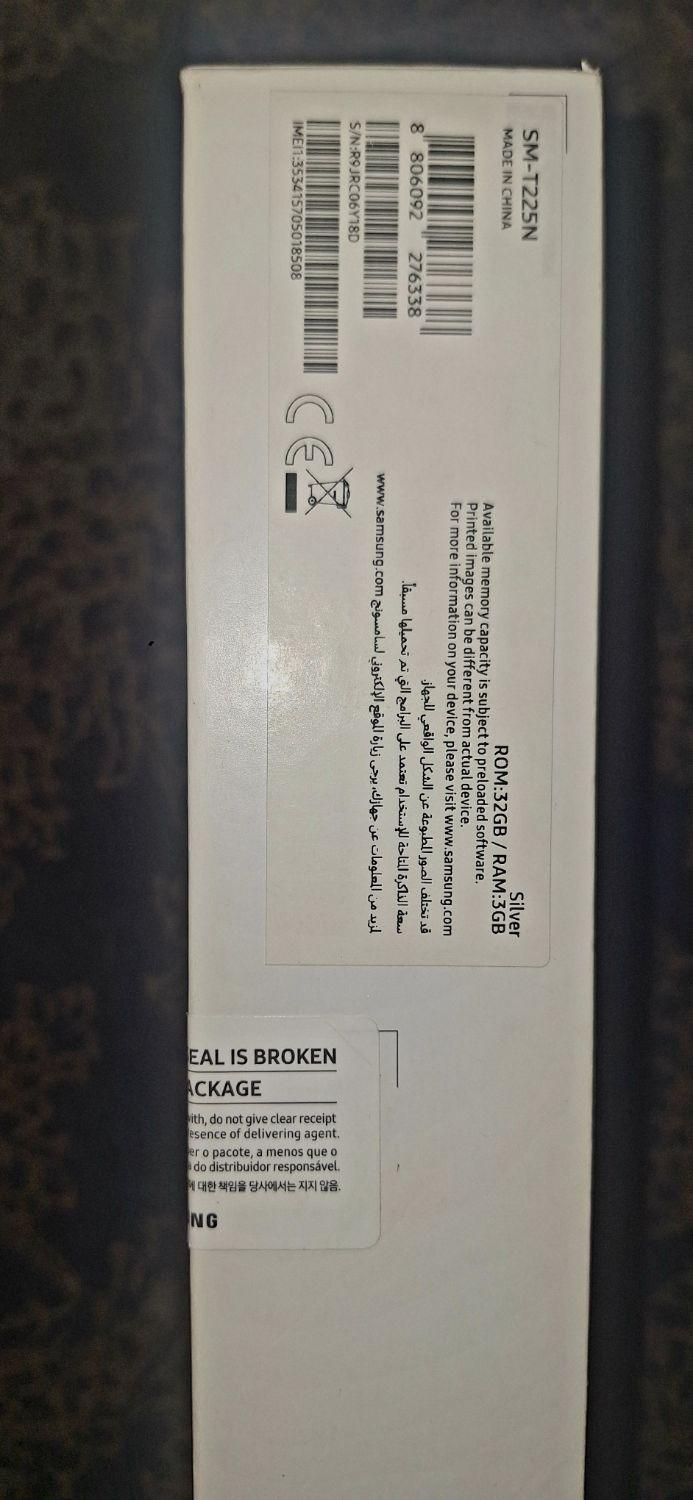 SM-T225N
MADE IN CHINA
8 806092 276338
S/N:R9JRC06Y18D
IMEI1:353415705018508
Silver
ROM:32GB / RAM:3GB
Available memory capacity is subject to preloaded software.
Printed images can be different from actual device.
For more information on your device, please visit www.samsung.com
قد تختلف الصور المطبوعة عن الشكل الواقعي للجهاز
سعة الذاكرة المتاحة للإستخدام تعتمد على البرامج التي تم تحميلها مسبقاً.
لمزيد من المعلومات عن جهازك، يرجى زيارة الموقع الإلكتروني لسامسونج www.samsung.com
CE
EAL IS BROKEN
ACKAGE
with, do not give clear receipt
esence of delivering agent.
er o pacote, a menos que o
do distribuidor responsável.
대한 책임을 당사에서는 지지 않음.
NG